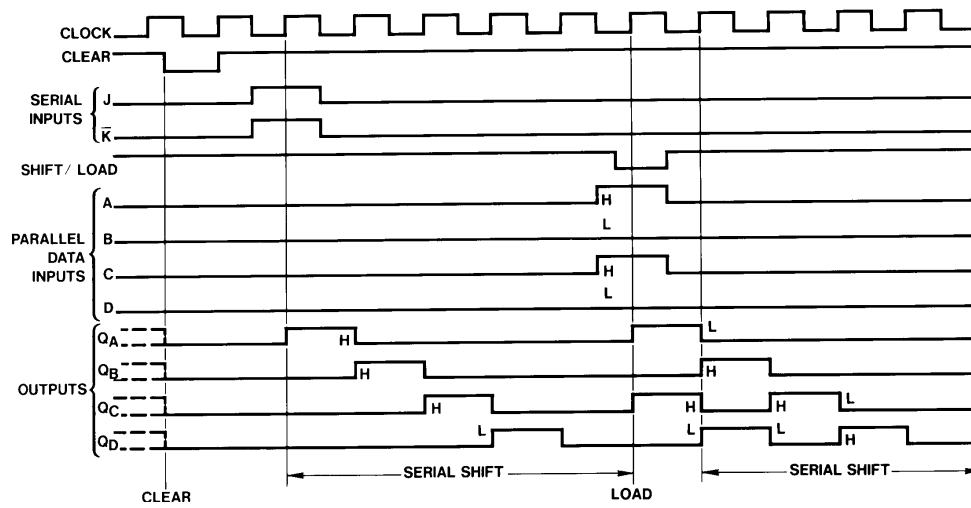 CLOCK
CLEAR
SERIAL INPUTS
J
K̅
SHIFT/ LOAD
PARALLEL DATA INPUTS
A
H
L
B
C
H
L
D
OUTPUTS
QA
H
L
QB
H
H
QC
H
H
H
L
QD
L
L
L
H
SERIAL SHIFT
SERIAL SHIFT
CLEAR
LOAD